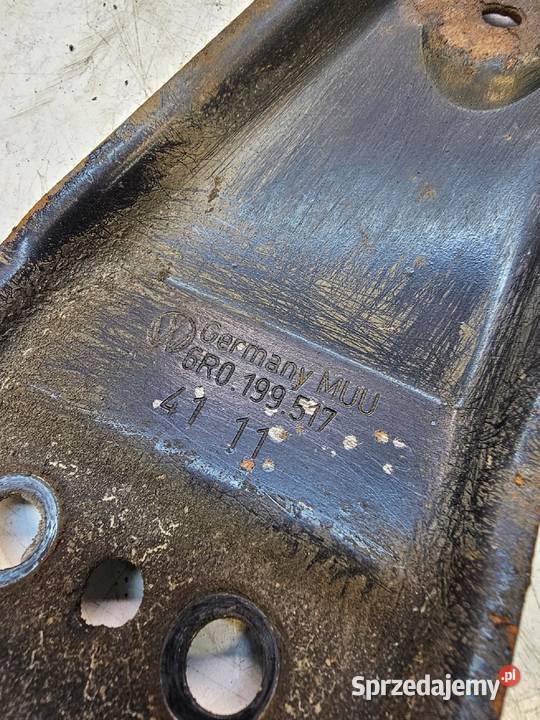 Germany MUU
6R0.199.517
41 11
Sprzedajemy.pl